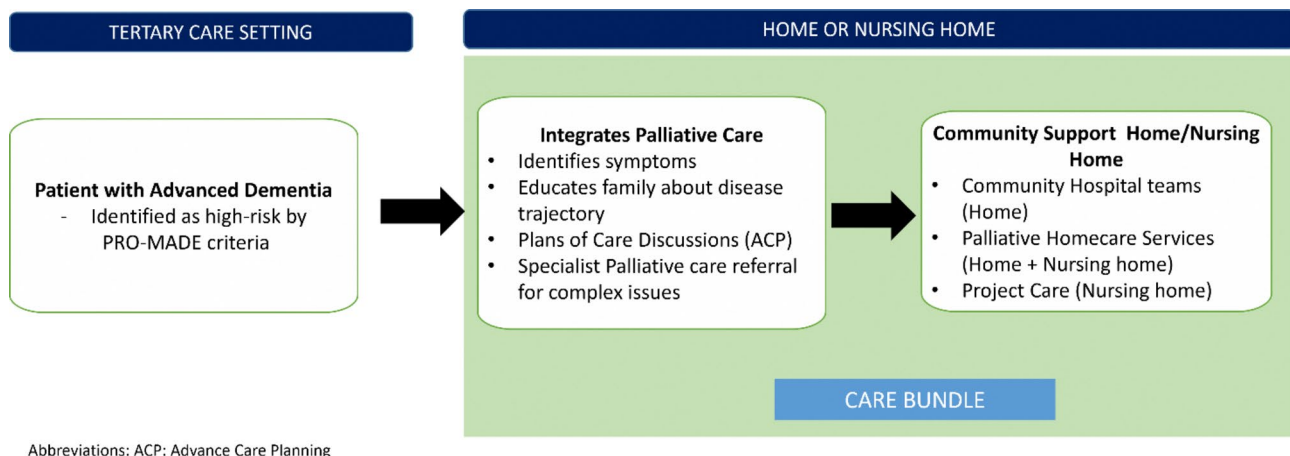 TERTARY CARE SETTING
HOME OR NURSING HOME
Patient with Advanced Dementia
- Identified as high-risk by
PRO-MADE criteria
Integrates Palliative Care
• Identifies symptoms
• Educates family about disease
trajectory
• Plans of Care Discussions (ACP)
• Specialist Palliative care referral
for complex issues
Community Support Home/Nursing
Home
• Community Hospital teams
(Home)
• Palliative Homecare Services
(Home + Nursing home)
• Project Care (Nursing home)
CARE BUNDLE
Abbreviations: ACP: Advance Care Planning